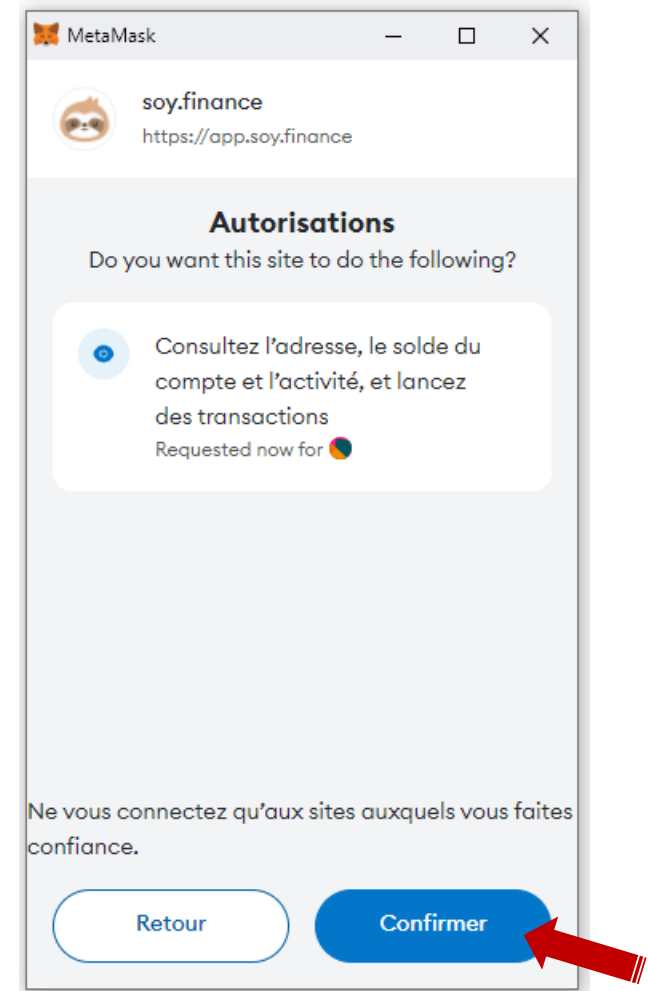 MetaMask
soy.finance
https://app.soy.finance
Autorisations
Do you want this site to do the following?
Consultez l’adresse, le solde du
compte et l’activité, et lancez
des transactions
Requested now for
Ne vous connectez qu’aux sites auxquels vous faites
confiance.
Retour
Confirmer